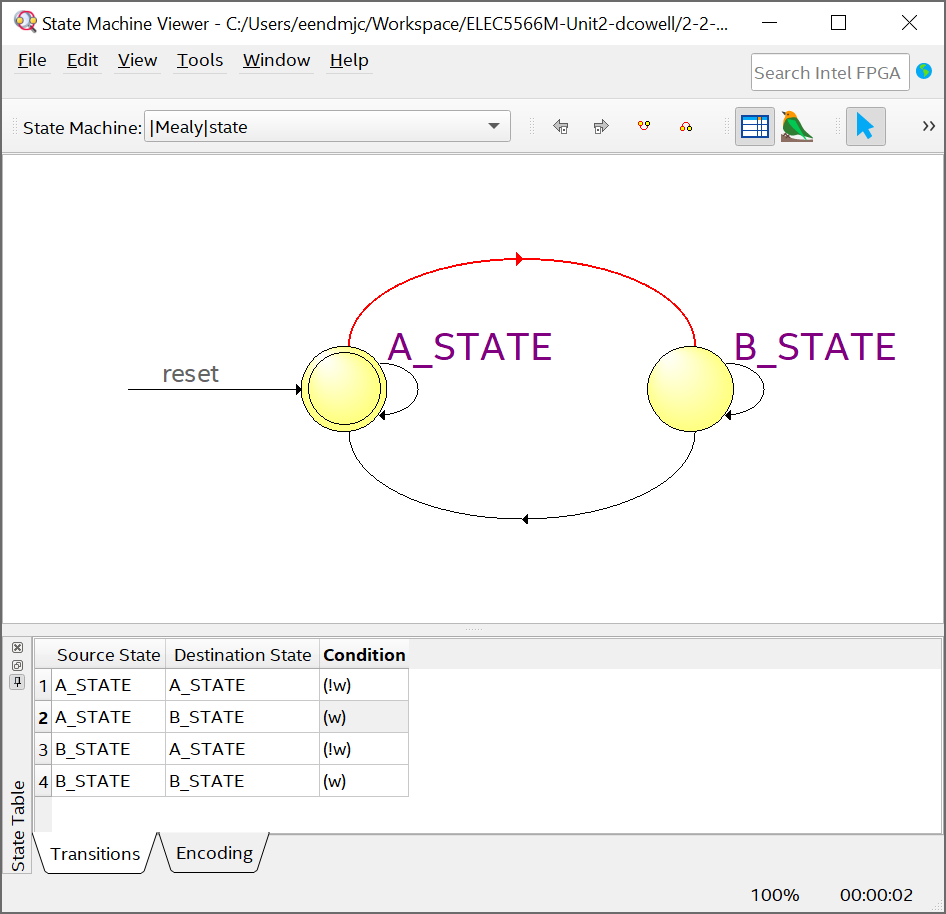 State Machine Viewer - C:/Users/eendmjc/Workspace/ELEC5566M-Unit2-dcowell/2-2-...
File Edit View Tools Window Help
Search Intel FPGA
State Machine: |Mealy|state
A_STATE B_STATE
reset
Source State Destination State Condition
1 A_STATE A_STATE (!w)
2 A_STATE B_STATE (w)
3 B_STATE A_STATE (!w)
4 B_STATE B_STATE (w)
State Table
Transitions Encoding
100% 00:00:02